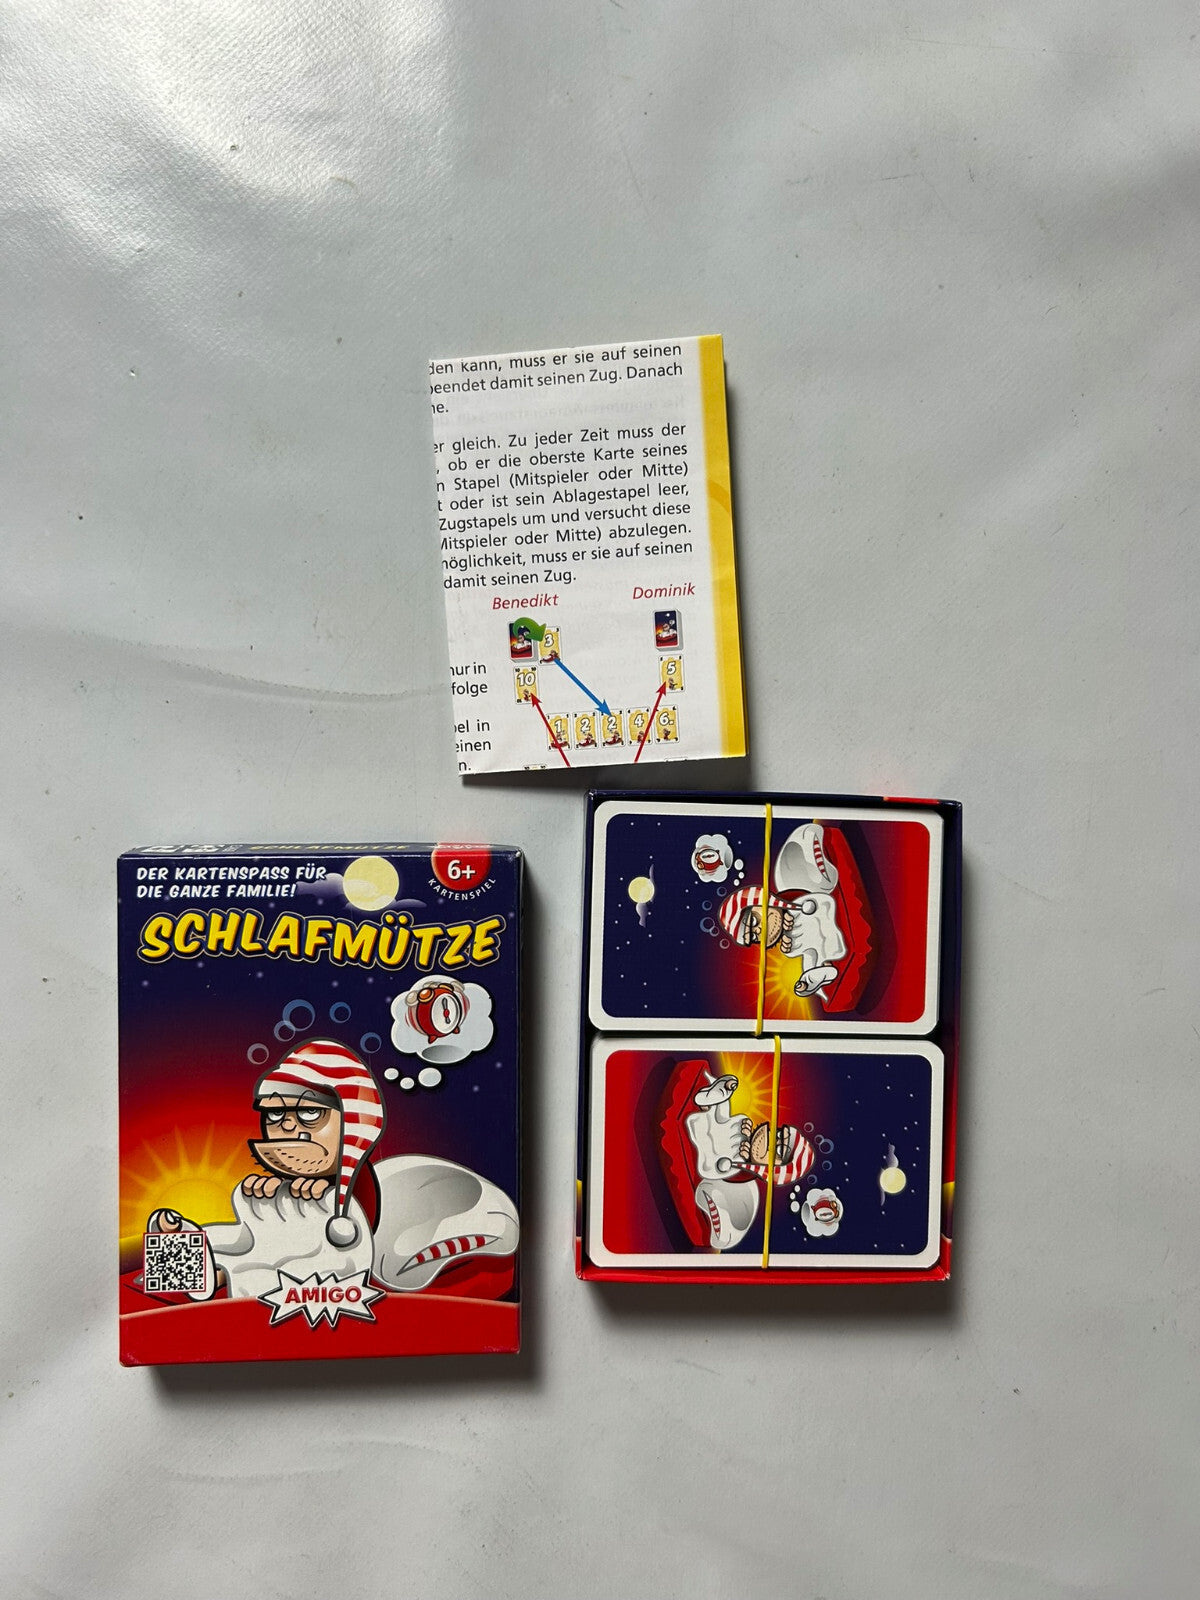 den kann, muss er sie auf seinen
beendet damit seinen Zug. Danach
er gleich. Zu jeder Zeit muss der
, ob er die oberste Karte seines
n Stapel (Mitspieler oder Mitte)
t oder ist sein Ablagestapel leer,
Zugstapels um und versucht diese
Mitspieler oder Mitte) abzulegen.
möglichkeit, muss er sie auf seinen
damit seinen Zug.
Benedikt
Dominik
3
10
5
nur in
folge
1 2 2 4 6.
pel in
einen
n.
DER KARTENSPASS FÜR
DIE GANZE FAMILIE!
6+
KARTENSPIEL
SCHLAFMÜTZE
AMIGO